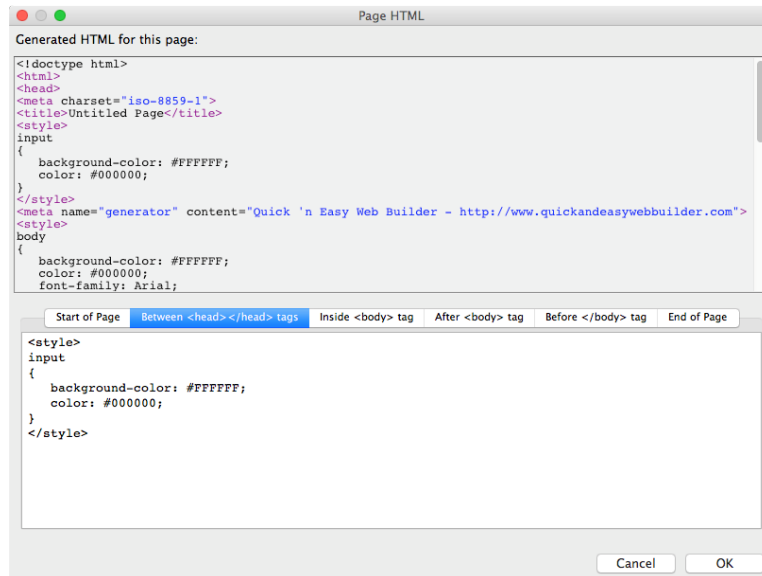 Page HTML
Generated HTML for this page:
<!doctype html>
<html>
<head>
<meta charset="iso-8859-1">
<title>Untitled Page</title>
<style>
input
{
   background-color: #FFFFFF;
   color: #000000;
}
</style>
<meta name="generator" content="Quick 'n Easy Web Builder - http://www.quickandeasywebbuilder.com">
<style>
body
{
   background-color: #FFFFFF;
   color: #000000;
   font-family: Arial;
Start of Page Between <head></head> tags Inside <body> tag After <body> tag Before </body> tag End of Page
<style>
input
{
   background-color: #FFFFFF;
   color: #000000;
}
</style>
Cancel OK